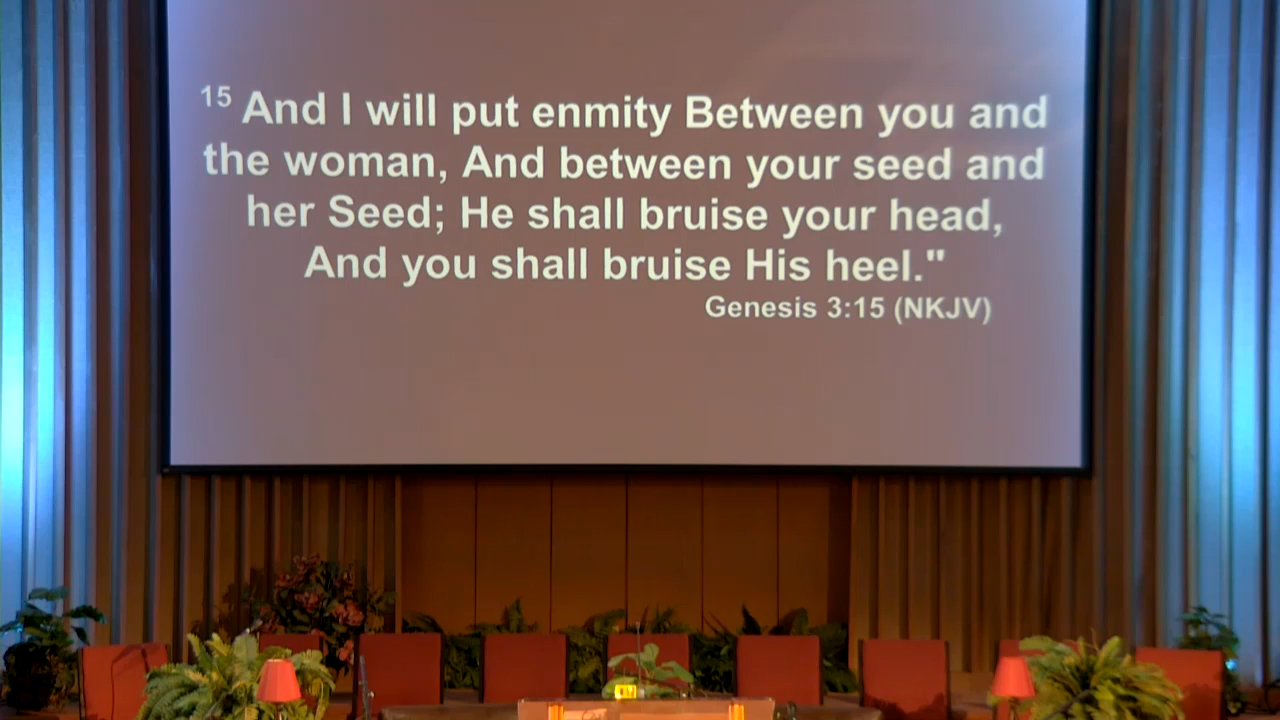 15 And I will put enmity Between you and
the woman, And between your seed and
her Seed; He shall bruise your head,
And you shall bruise His heel."
Genesis 3:15 (NKJV)